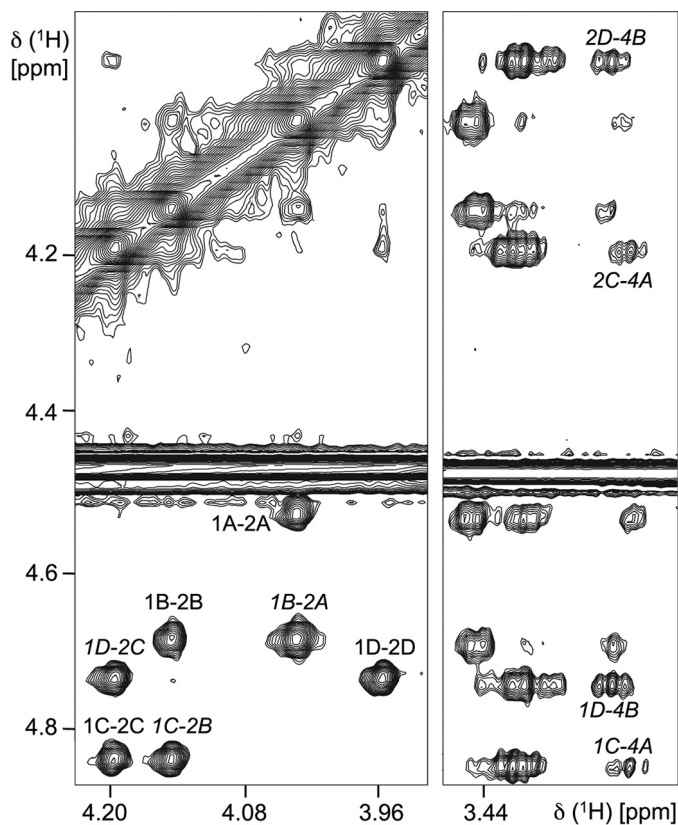 δ (¹H)
[ppm]
2D-4B
4.2
2C-4A
4.4
1A-2A
4.6
1B-2B
1B-2A
1D-2C
1D-2D
1D-4B
4.8
1C-2C
1C-2B
1C-4A
4.20
4.08
3.96
3.44
δ (¹H) [ppm]